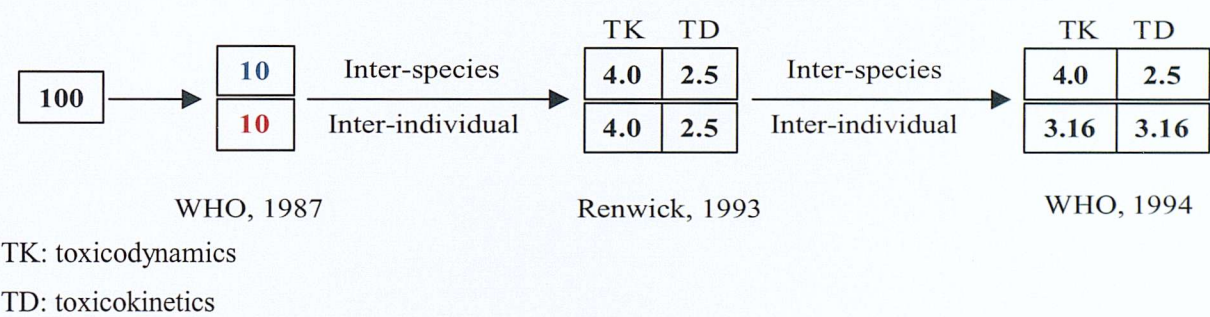 TK TD TK TD
10 Inter-species 4.0 2.5 Inter-species 4.0 2.5
100
10 Inter-individual 4.0 2.5 Inter-individual 3.16 3.16
WHO, 1987 Renwick, 1993 WHO, 1994
TK: toxicodynamics
TD: toxicokinetics